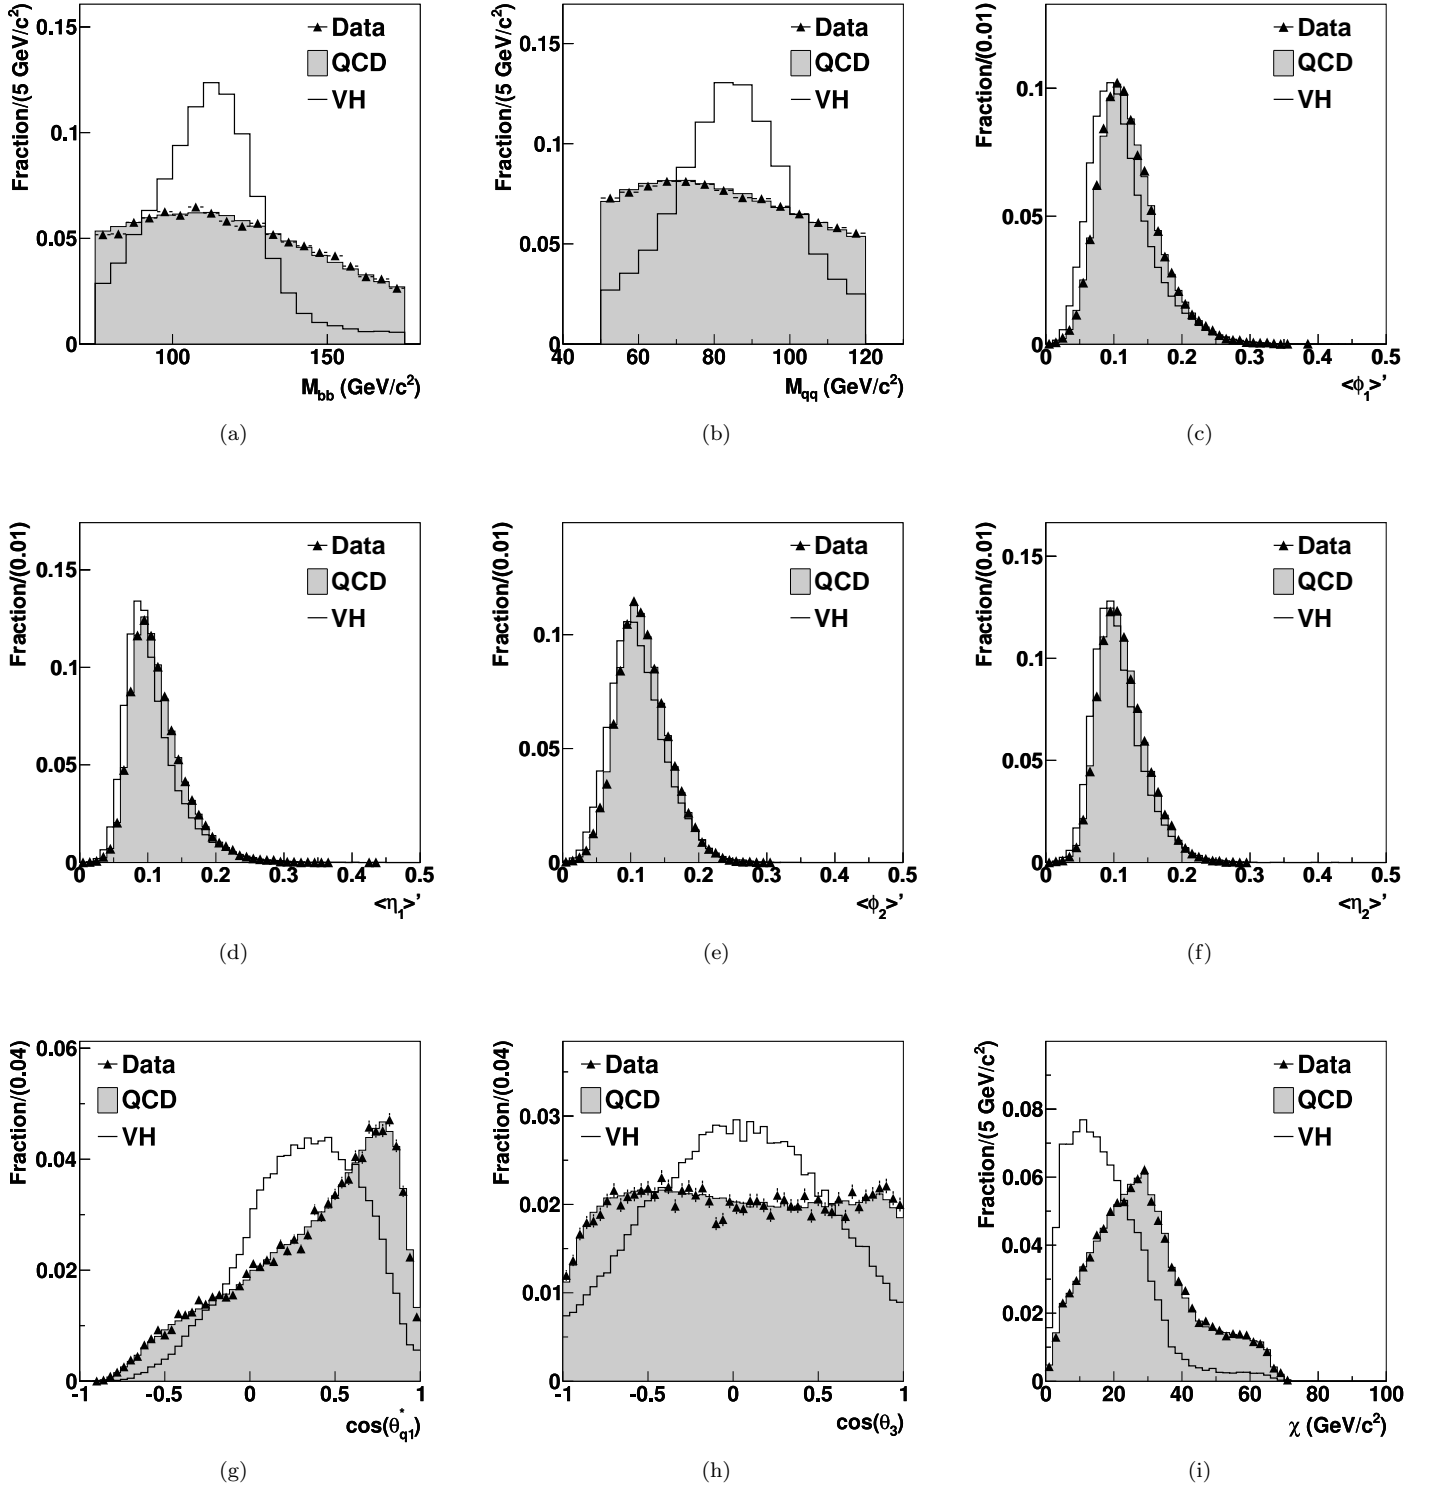 Fraction/(5 GeV/c²)
0.15
0.1
0.05
0
Data
QCD
VH
100 150
M_bb (GeV/c²)
(a)
Fraction/(5 GeV/c²)
0.15
0.1
0.05
0
Data
QCD
VH
40 60 80 100 120
M_qq (GeV/c²)
(b)
Fraction/(0.01)
0.1
0.05
0
Data
QCD
VH
0 0.1 0.2 0.3 0.4 0.5
<ϕ₁>'
(c)
Fraction/(0.01)
0.15
0.1
0.05
0
Data
QCD
VH
0 0.1 0.2 0.3 0.4 0.5
<η₁>'
(d)
Fraction/(0.01)
0.1
0.05
0
Data
QCD
VH
0 0.1 0.2 0.3 0.4 0.5
<ϕ₂>'
(e)
Fraction/(0.01)
0.15
0.1
0.05
0
Data
QCD
VH
0 0.1 0.2 0.3 0.4 0.5
<η₂>'
(f)
Fraction/(0.04)
0.06
0.04
0.02
0
Data
QCD
VH
-1 -0.5 0 0.5 1
cos(θ*_q1)
(g)
Fraction/(0.04)
0.03
0.02
0.01
0
Data
QCD
VH
-1 -0.5 0 0.5 1
cos(θ₃)
(h)
Fraction/(5 GeV/c²)
0.08
0.06
0.04
0.02
0
Data
QCD
VH
0 20 40 60 80 100
χ (GeV/c²)
(i)